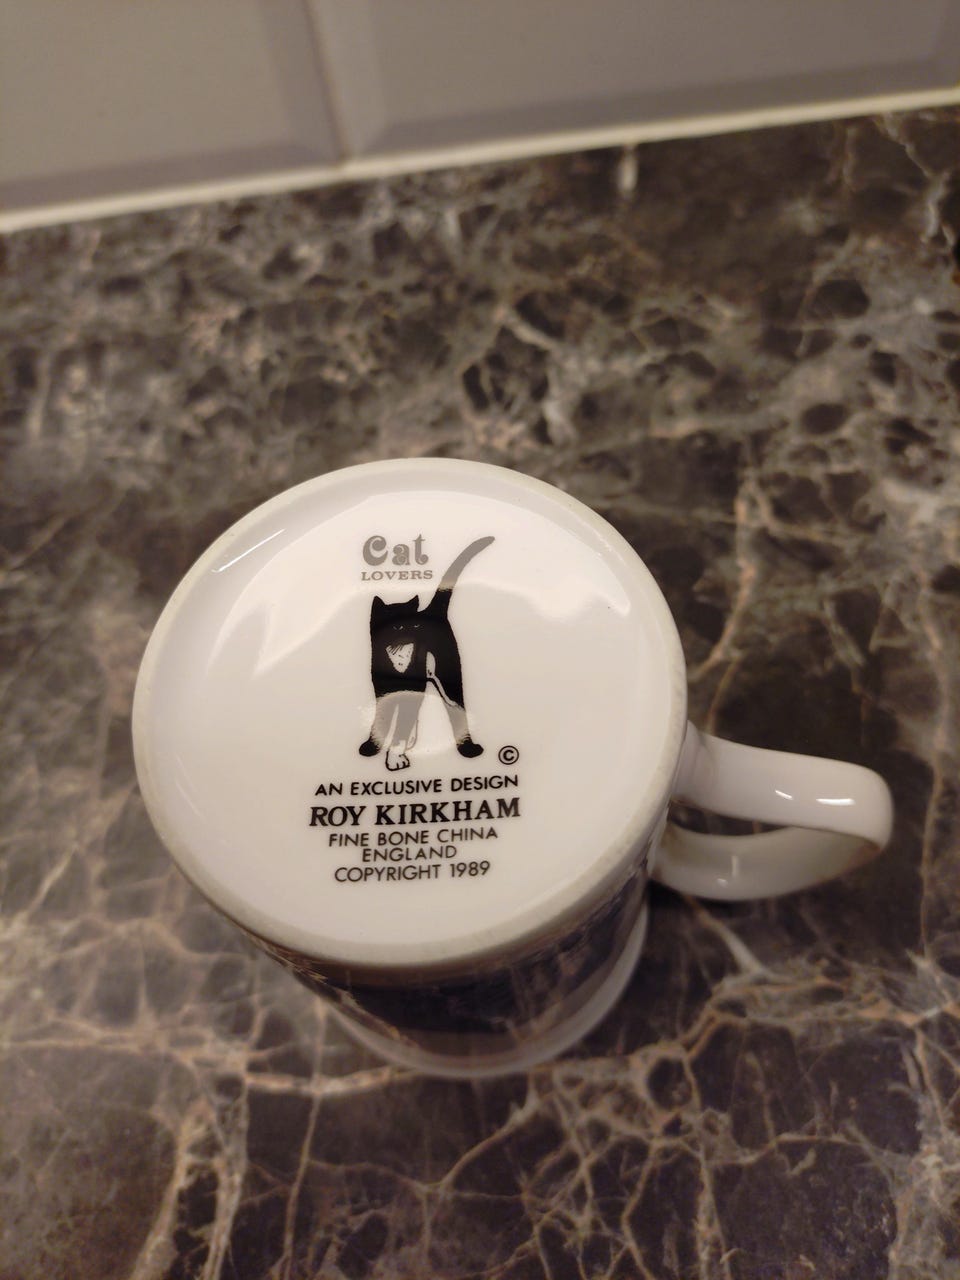 Cat
LOVERS
©
AN EXCLUSIVE DESIGN
ROY KIRKHAM
FINE BONE CHINA
ENGLAND
COPYRIGHT 1989